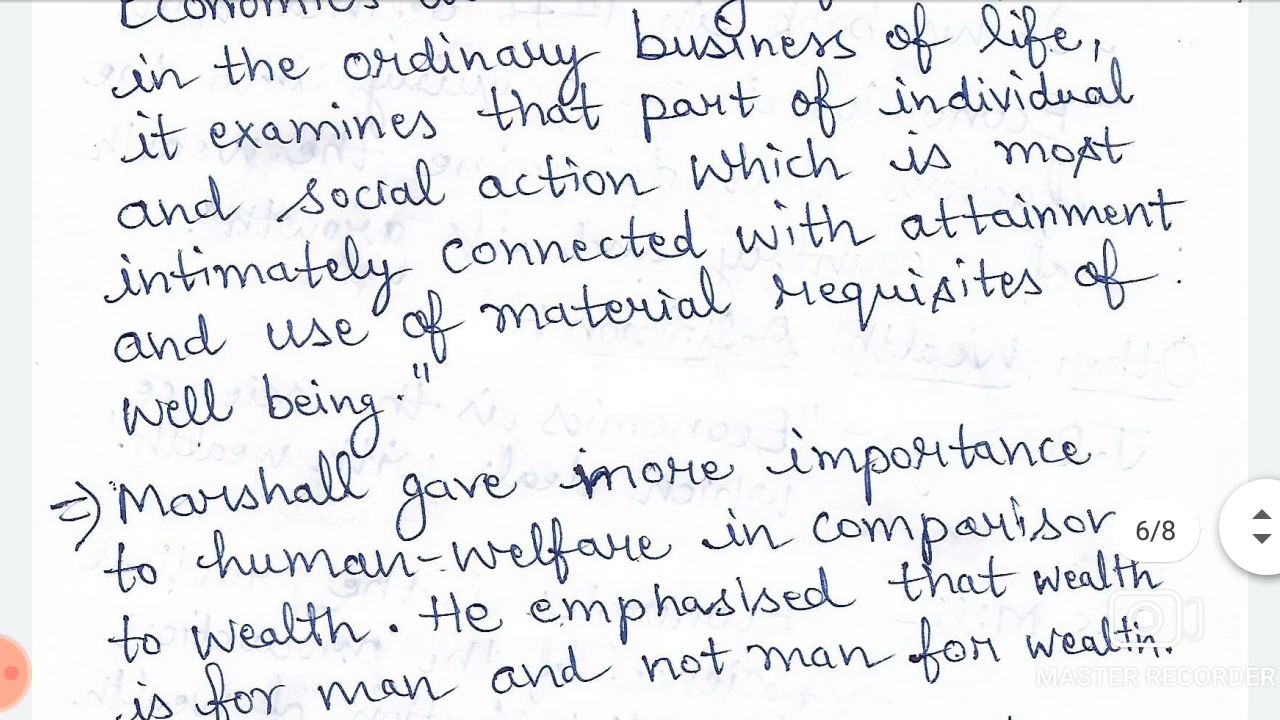 Economics
in the ordinary business of life,
it examines that part of individual
and social action which is most
intimately connected with attainment
and use of material requisites of
well being."
=> Marshall gave more importance
to human-welfare in comparison
to wealth. He emphasised that wealth
is for man and not man for wealth.
6/8
MASTER RECORDER